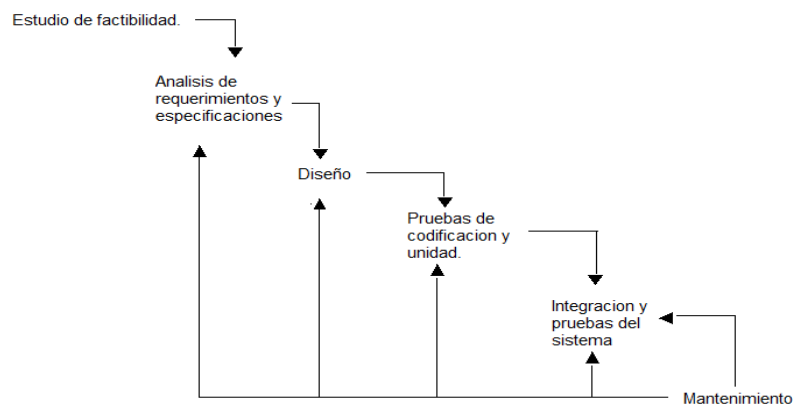 Estudio de factibilidad.
Analisis de
requerimientos y
especificaciones
Diseño
Pruebas de
codificacion y
unidad.
Integracion y
pruebas del
sistema
Mantenimiento